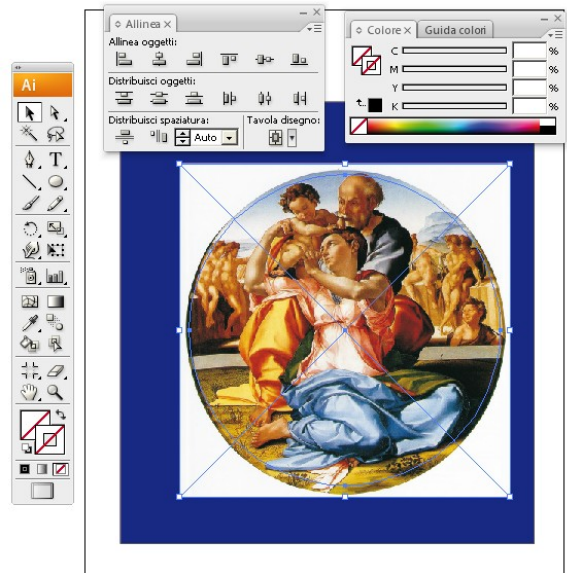 Allinea ×
Allinea oggetti:
Distribuisci oggetti:
Distribuisci spaziatura:
Tavola disegno:
Auto
Colore ×
Guida colori
C
%
M
%
Y
%
K
%
Ai
T